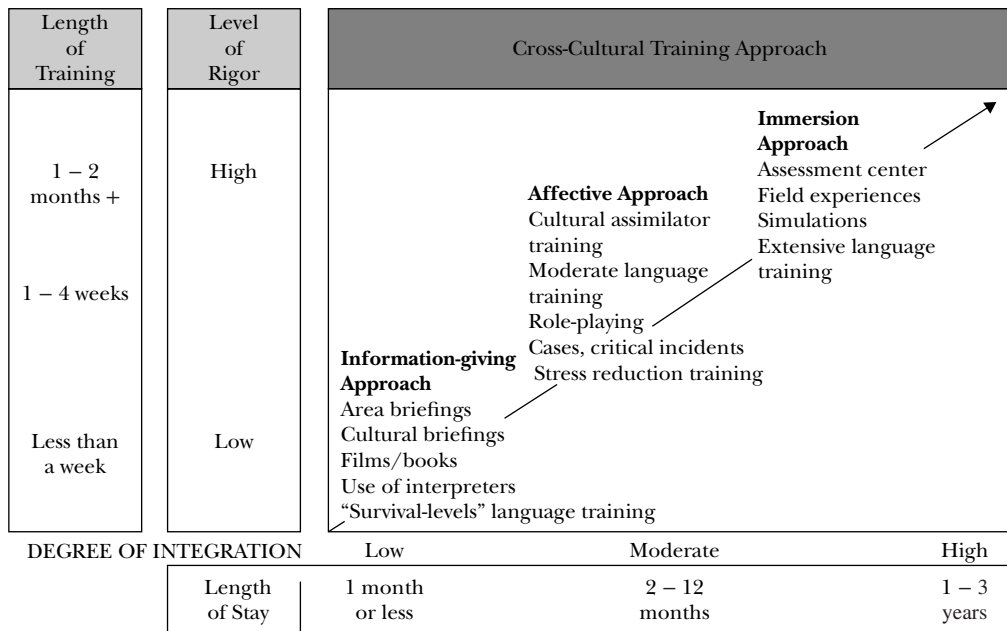 Length
of
Training
Level
of
Rigor
Cross-Cultural Training Approach
1 – 2
months +
High
1 – 4 weeks
Less than
a week
Low
Immersion
Approach
Assessment center
Field experiences
Simulations
Extensive language
training
Affective Approach
Cultural assimilator
training
Moderate language
training
Role-playing
Cases, critical incidents
Stress reduction training
Information-giving
Approach
Area briefings
Cultural briefings
Films/books
Use of interpreters
“Survival-levels” language training
DEGREE OF INTEGRATION Low Moderate High
Length
of Stay
1 month
or less
2 – 12
months
1 – 3
years